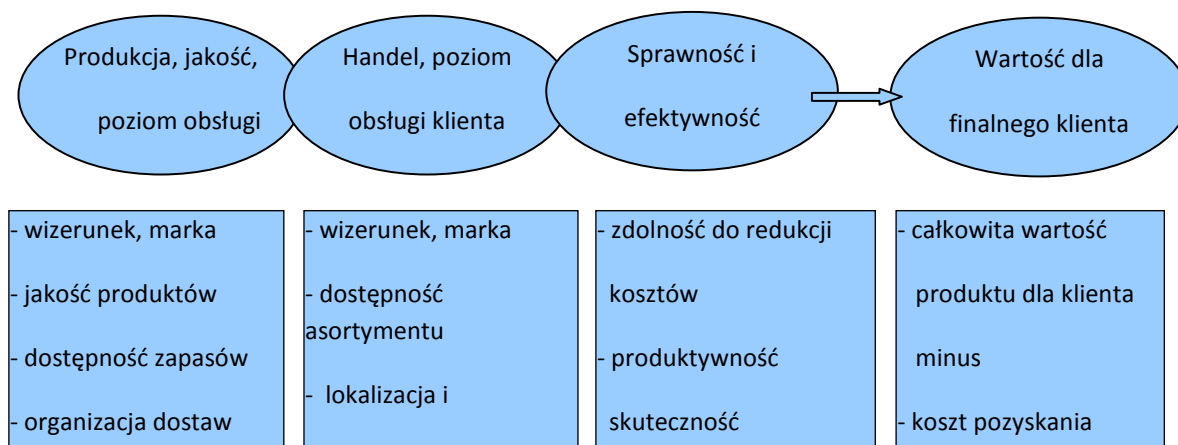 Produkcja, jakość,
poziom obsługi
Handel, poziom
obsługi klienta
Sprawność i
efektywność
Wartość dla
finalnego klienta
- wizerunek, marka
- jakość produktów
- dostępność zapasów
- organizacja dostaw
- wizerunek, marka
- dostępność
asortymentu
- lokalizacja i
- zdolność do redukcji
kosztów
- produktywność
skuteczność
- całkowita wartość
produktu dla klienta
minus
- koszt pozyskania